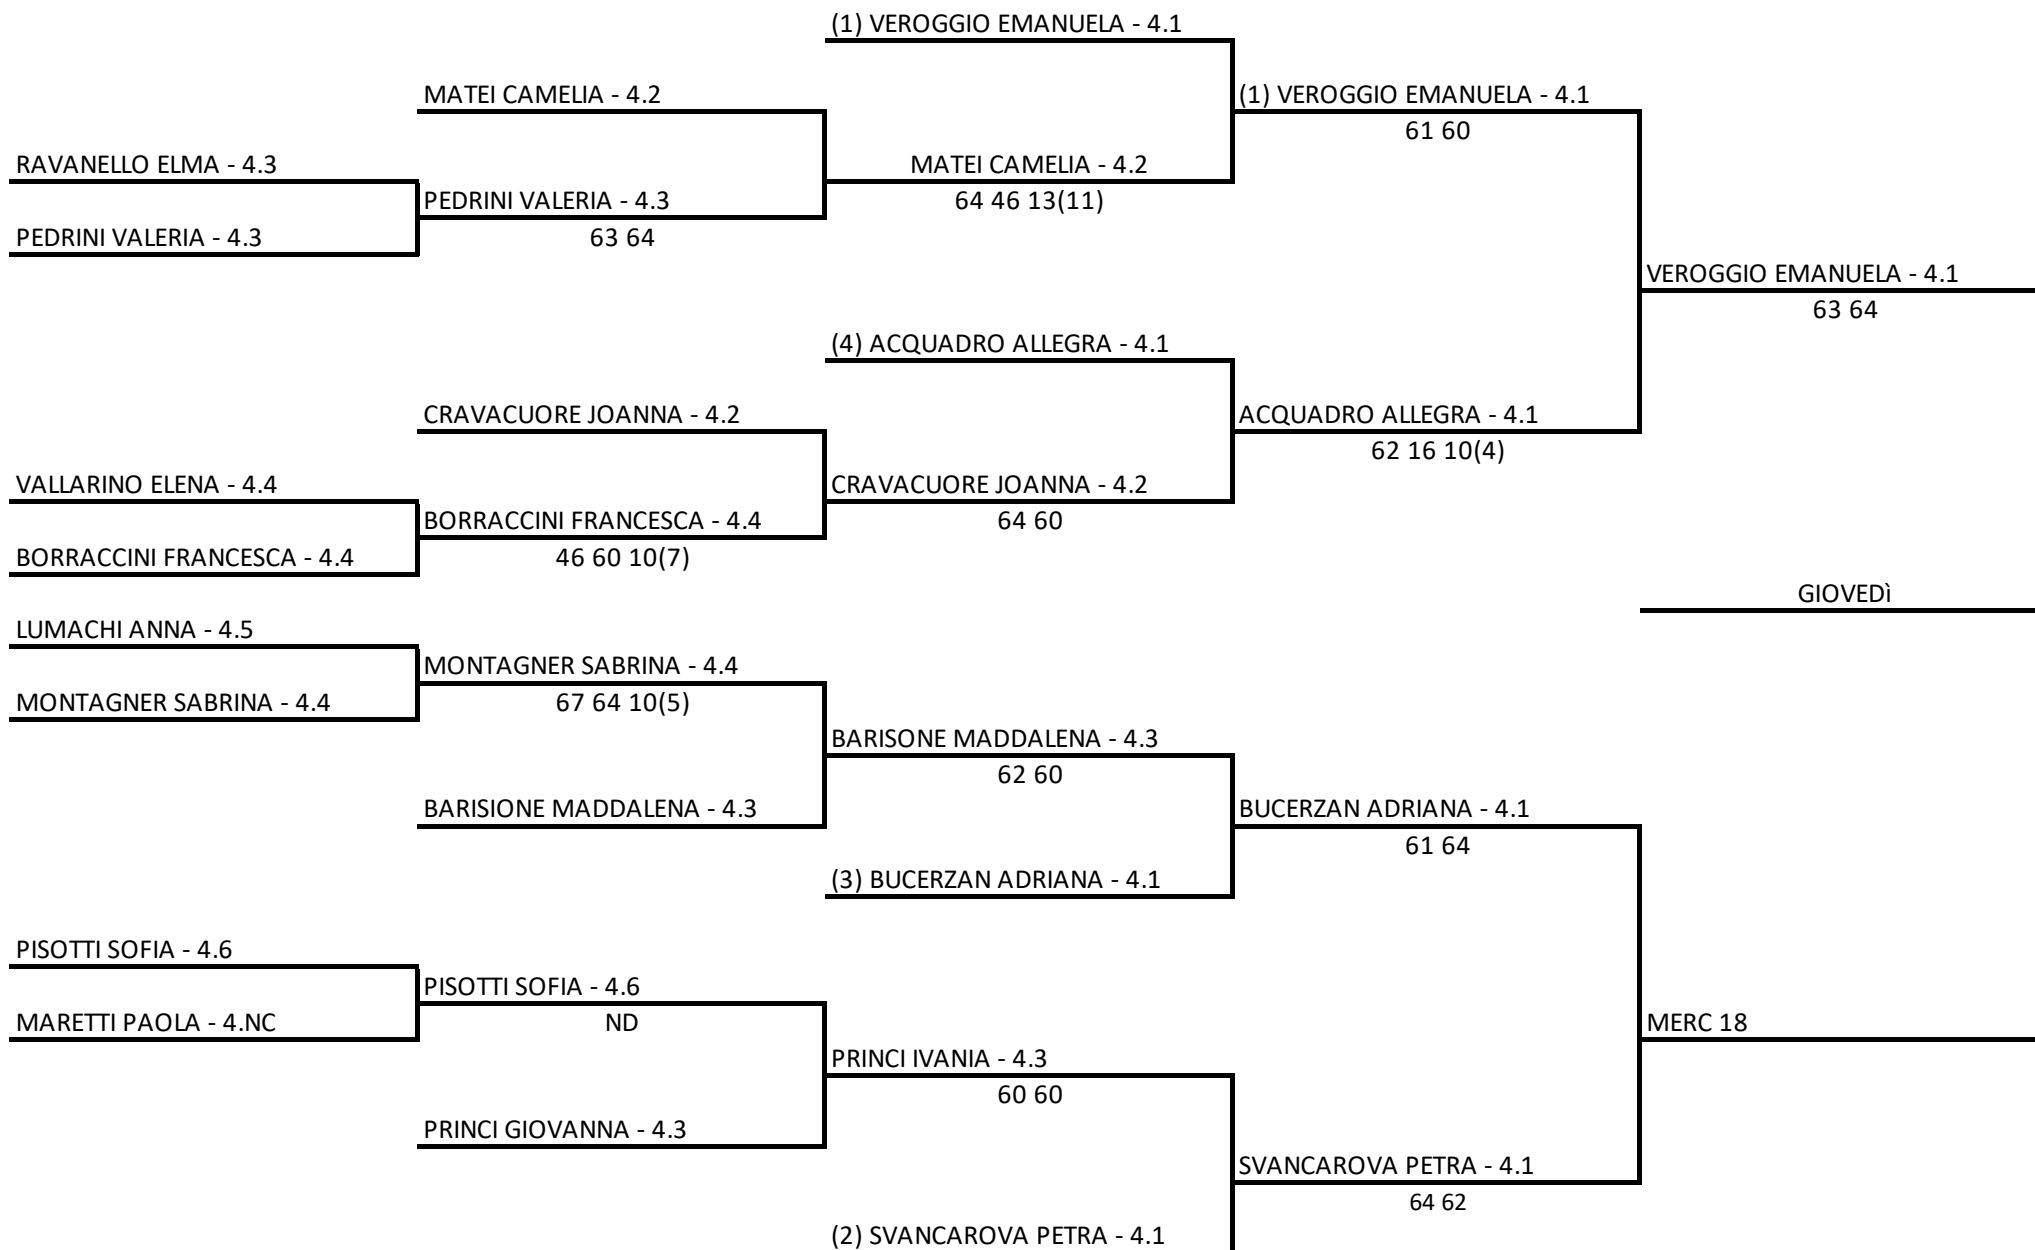 (1) VEROGGIO EMANUELA - 4.1
MATEI CAMELIA - 4.2
(1) VEROGGIO EMANUELA - 4.1
61 60
RAVANELLO ELMA - 4.3
MATEI CAMELIA - 4.2
PEDRINI VALERIA - 4.3
64 46 13(11)
PEDRINI VALERIA - 4.3
63 64
VEROGGIO EMANUELA - 4.1
63 64
(4) ACQUADRO ALLEGRA - 4.1
CRAVACUORE JOANNA - 4.2
ACQUADRO ALLEGRA - 4.1
62 16 10(4)
VALLARINO ELENA - 4.4
CRAVACUORE JOANNA - 4.2
BORRACCINI FRANCESCA - 4.4
64 60
BORRACCINI FRANCESCA - 4.4
46 60 10(7)
GIOVEDì
LUMACHI ANNA - 4.5
MONTAGNER SABRINA - 4.4
MONTAGNER SABRINA - 4.4
67 64 10(5)
BARISONE MADDALENA - 4.3
62 60
BARISIONE MADDALENA - 4.3
BUCERZAN ADRIANA - 4.1
61 64
(3) BUCERZAN ADRIANA - 4.1
PISOTTI SOFIA - 4.6
PISOTTI SOFIA - 4.6
MARETTI PAOLA - 4.NC
ND
MERC 18
PRINCI IVANIA - 4.3
60 60
PRINCI GIOVANNA - 4.3
SVANCAROVA PETRA - 4.1
64 62
(2) SVANCAROVA PETRA - 4.1